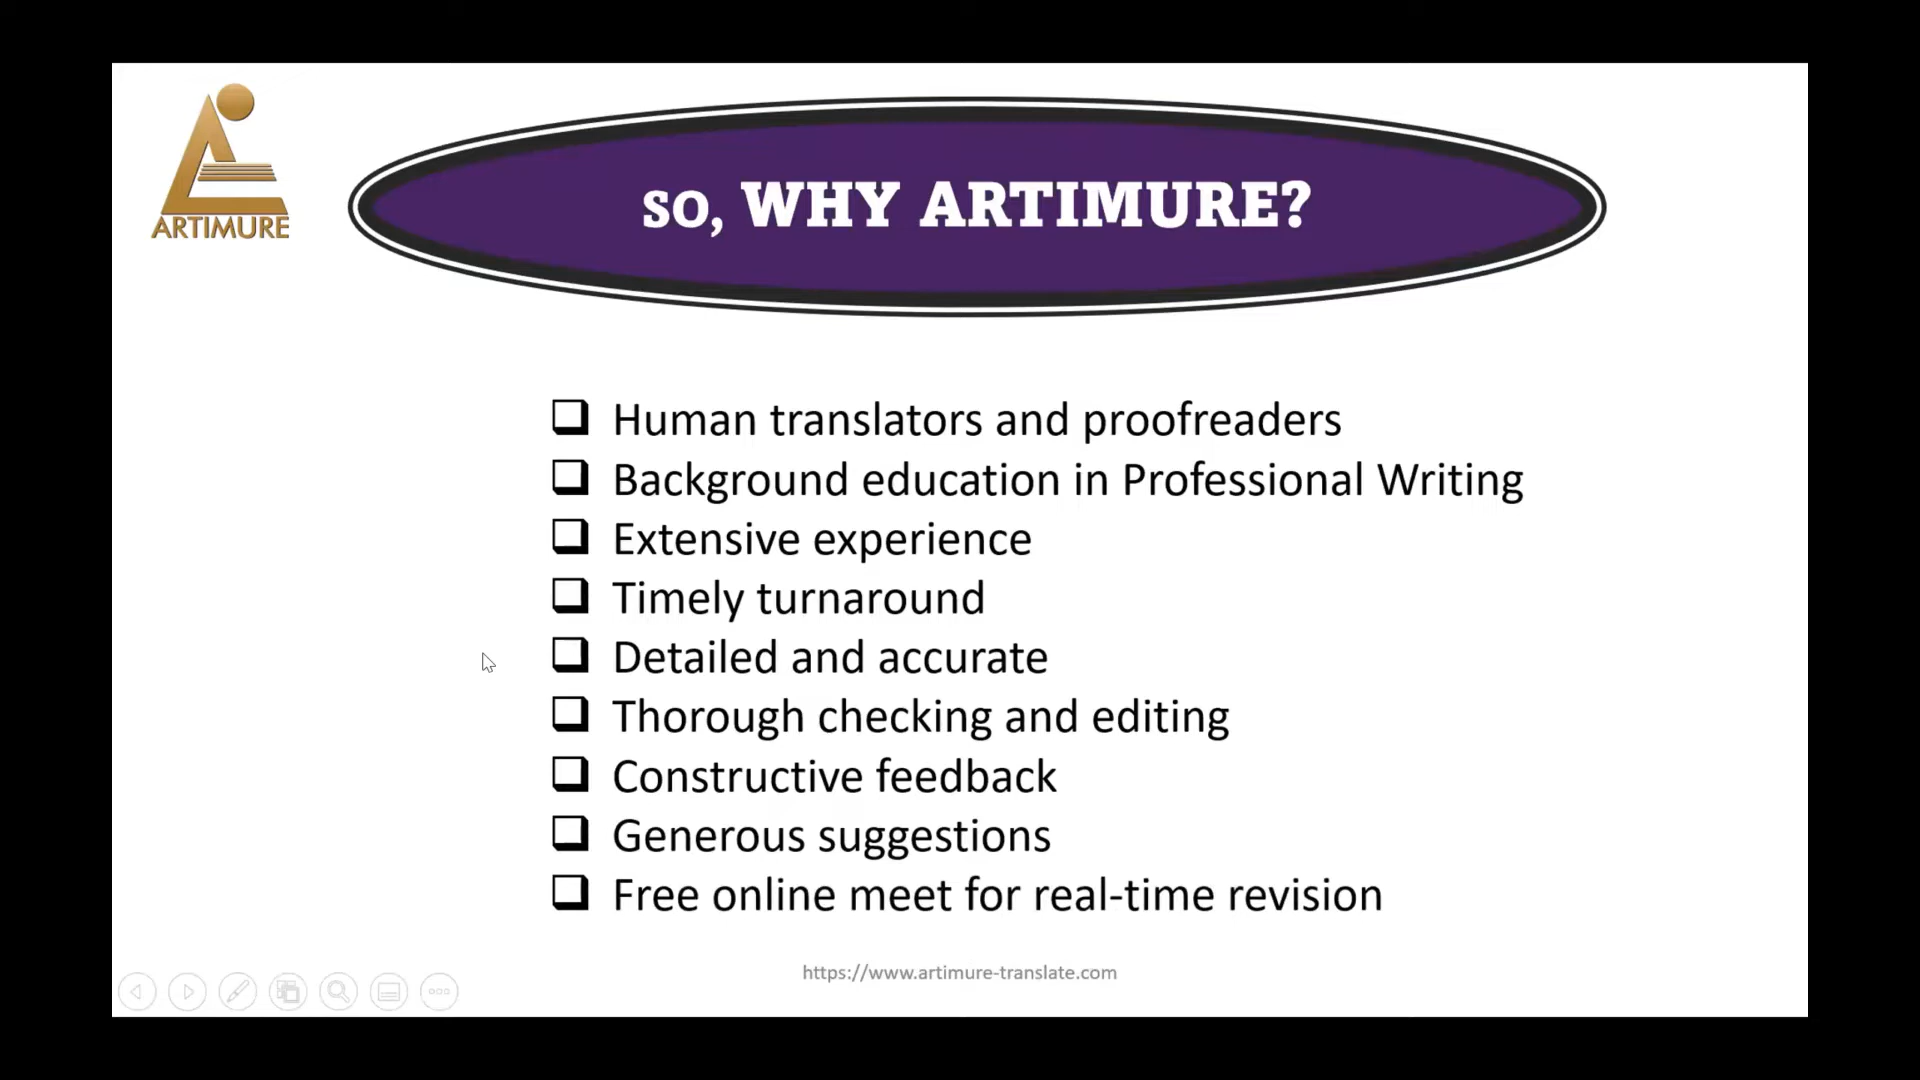 ARTIMURE
SO, WHY ARTIMURE?
Human translators and proofreaders
Background education in Professional Writing
Extensive experience
Timely turnaround
Detailed and accurate
Thorough checking and editing
Constructive feedback
Generous suggestions
Free online meet for real-time revision
https://www.artimure-translate.com